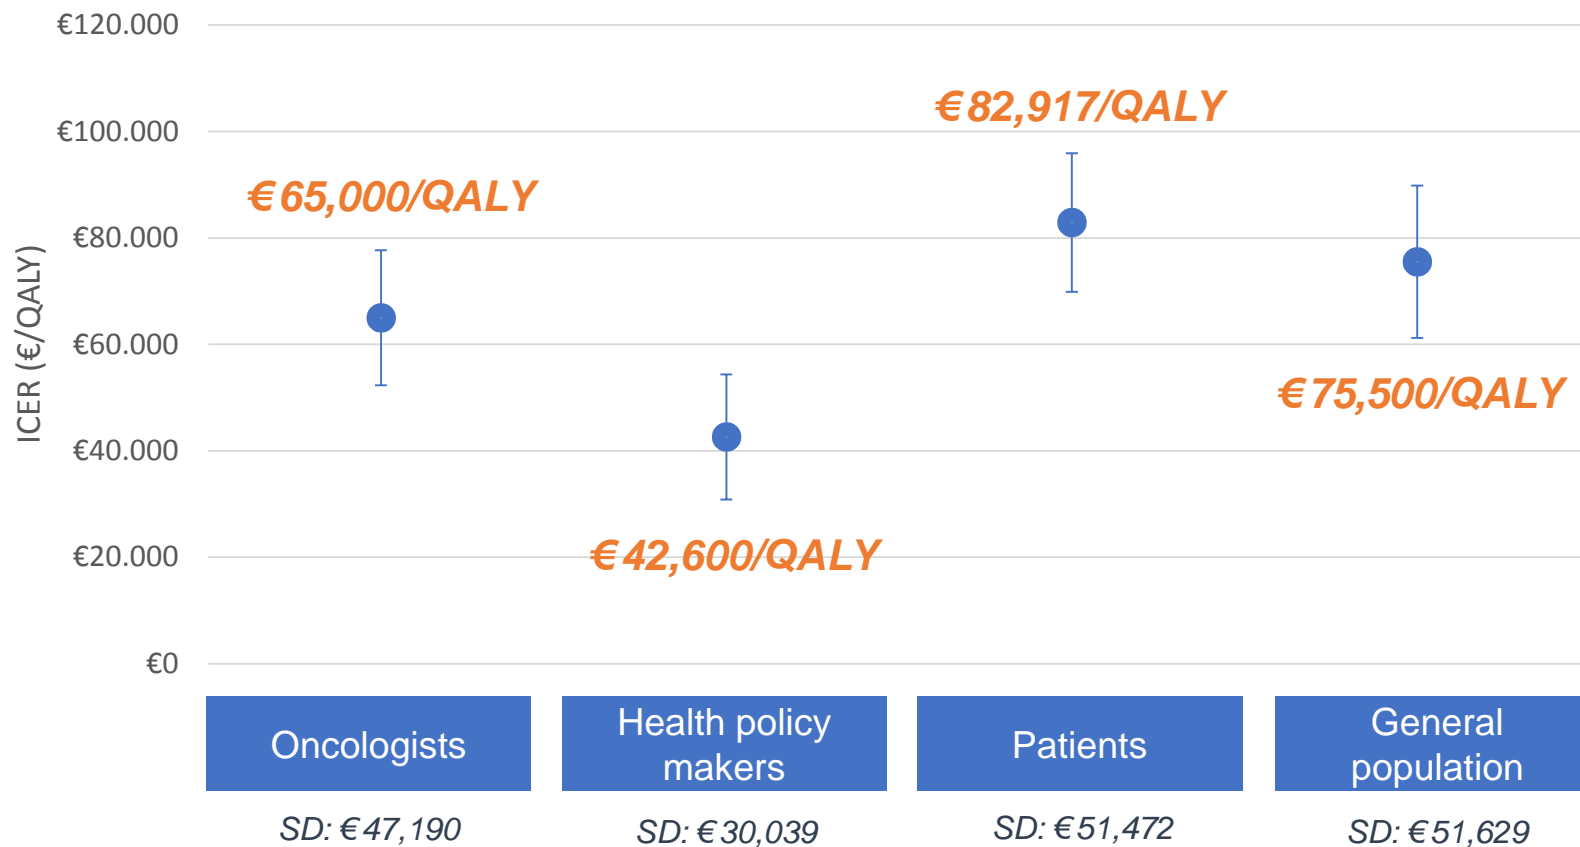 €120.000
€100.000
€80.000
€60.000
€40.000
€20.000
€0
ICER (€/QALY)
€65,000/QALY
€42,600/QALY
€82,917/QALY
€75,500/QALY
Oncologists
Health policy
makers
Patients
General
population
SD: €47,190
SD: €30,039
SD: €51,472
SD: €51,629